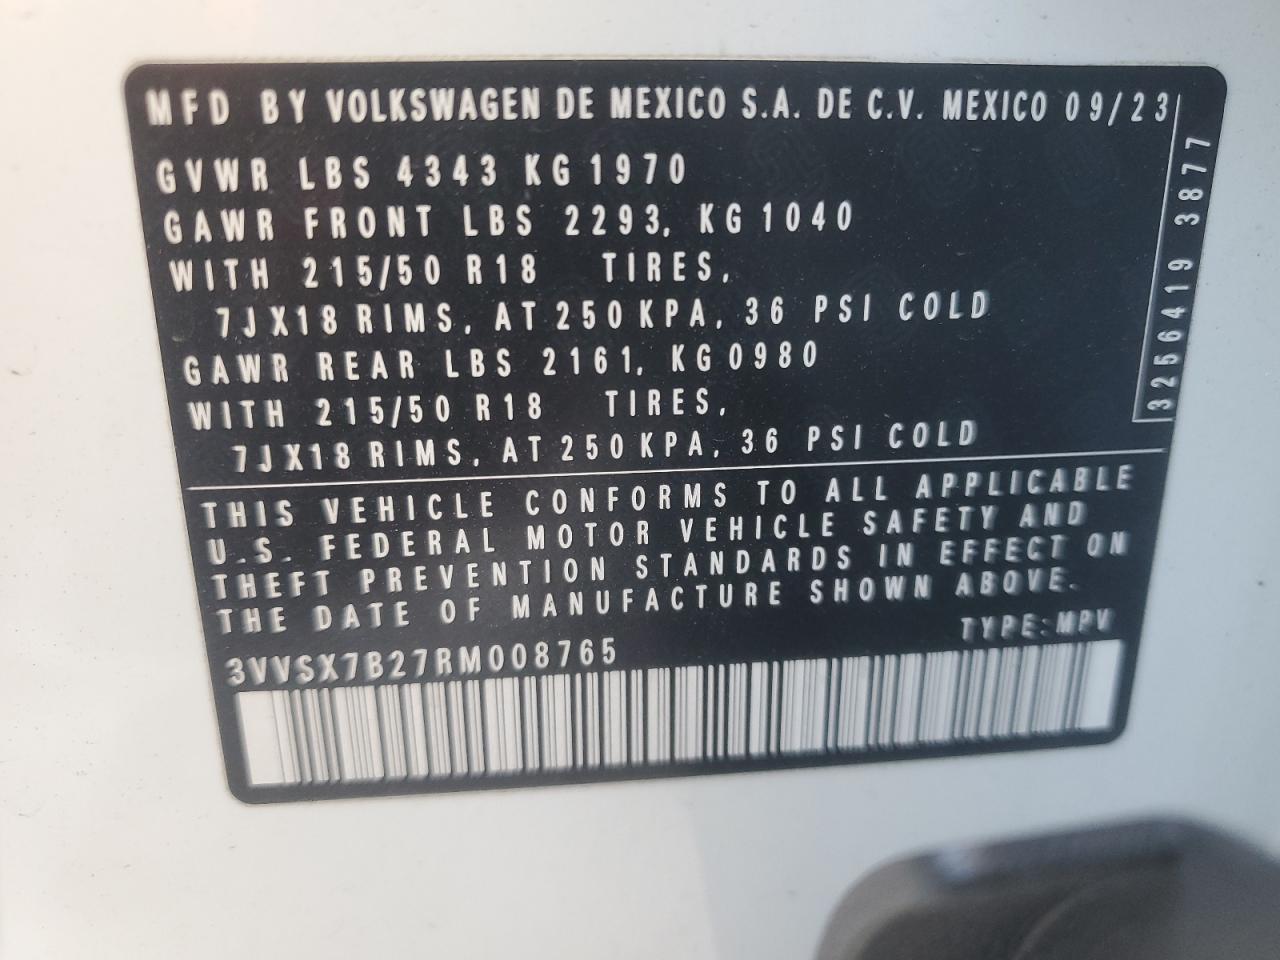 MFD BY VOLKSWAGEN DE MEXICO S.A. DE C.V. MEXICO 09/23
GVWR LBS 4343 KG 1970
GAWR FRONT LBS 2293, KG 1040
WITH 215/50 R18 TIRES,
7JX18 RIMS, AT 250 KPA, 36 PSI COLD
GAWR REAR LBS 2161, KG 0980
WITH 215/50 R18 TIRES,
7JX18 RIMS, AT 250 KPA, 36 PSI COLD
3256419 3877
THIS VEHICLE CONFORMS TO ALL APPLICABLE
U.S. FEDERAL MOTOR VEHICLE SAFETY AND
THEFT PREVENTION STANDARDS IN EFFECT ON
THE DATE OF MANUFACTURE SHOWN ABOVE.
TYPE: MPV
3VVSX7B27RM008765